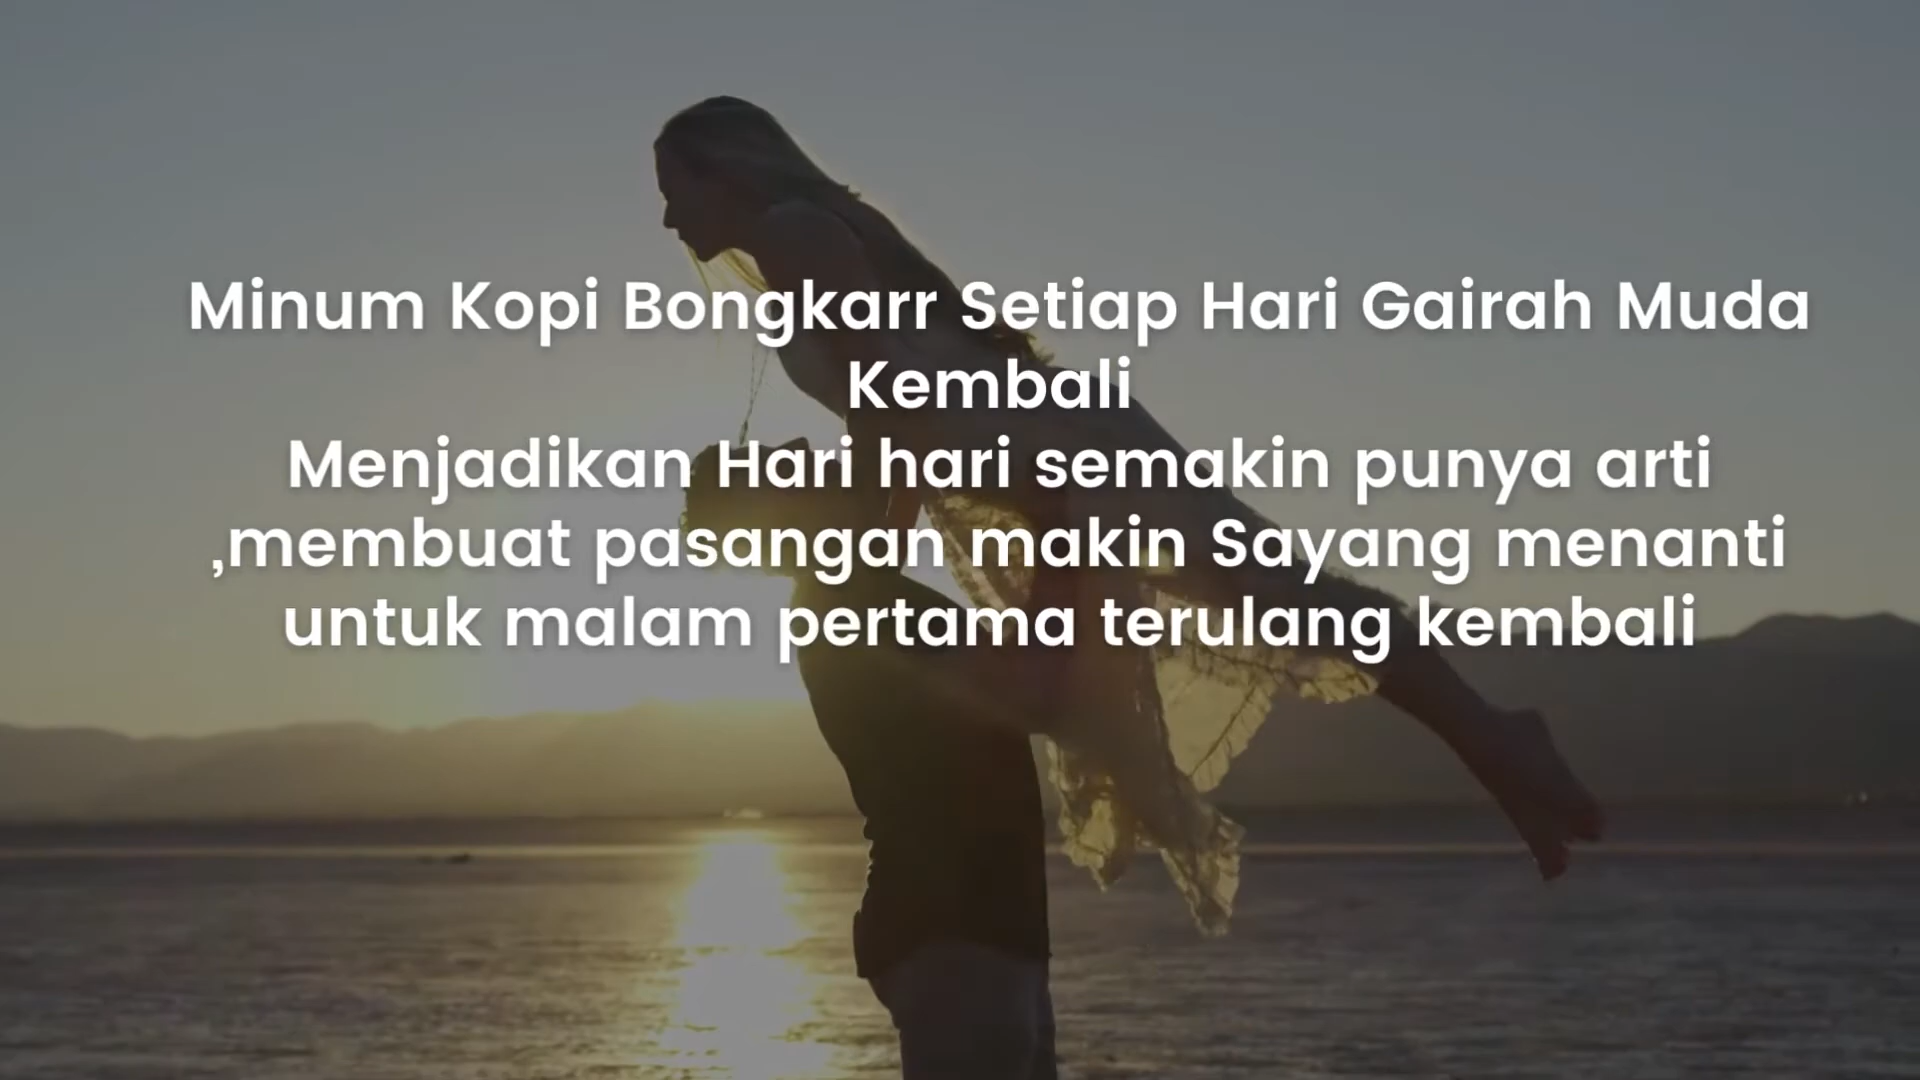 Minum Kopi Bongkarr Setiap Hari Gairah Muda
Kembali
Menjadikan Hari hari semakin punya arti
,membuat pasangan makin Sayang menanti
untuk malam pertama terulang kembali